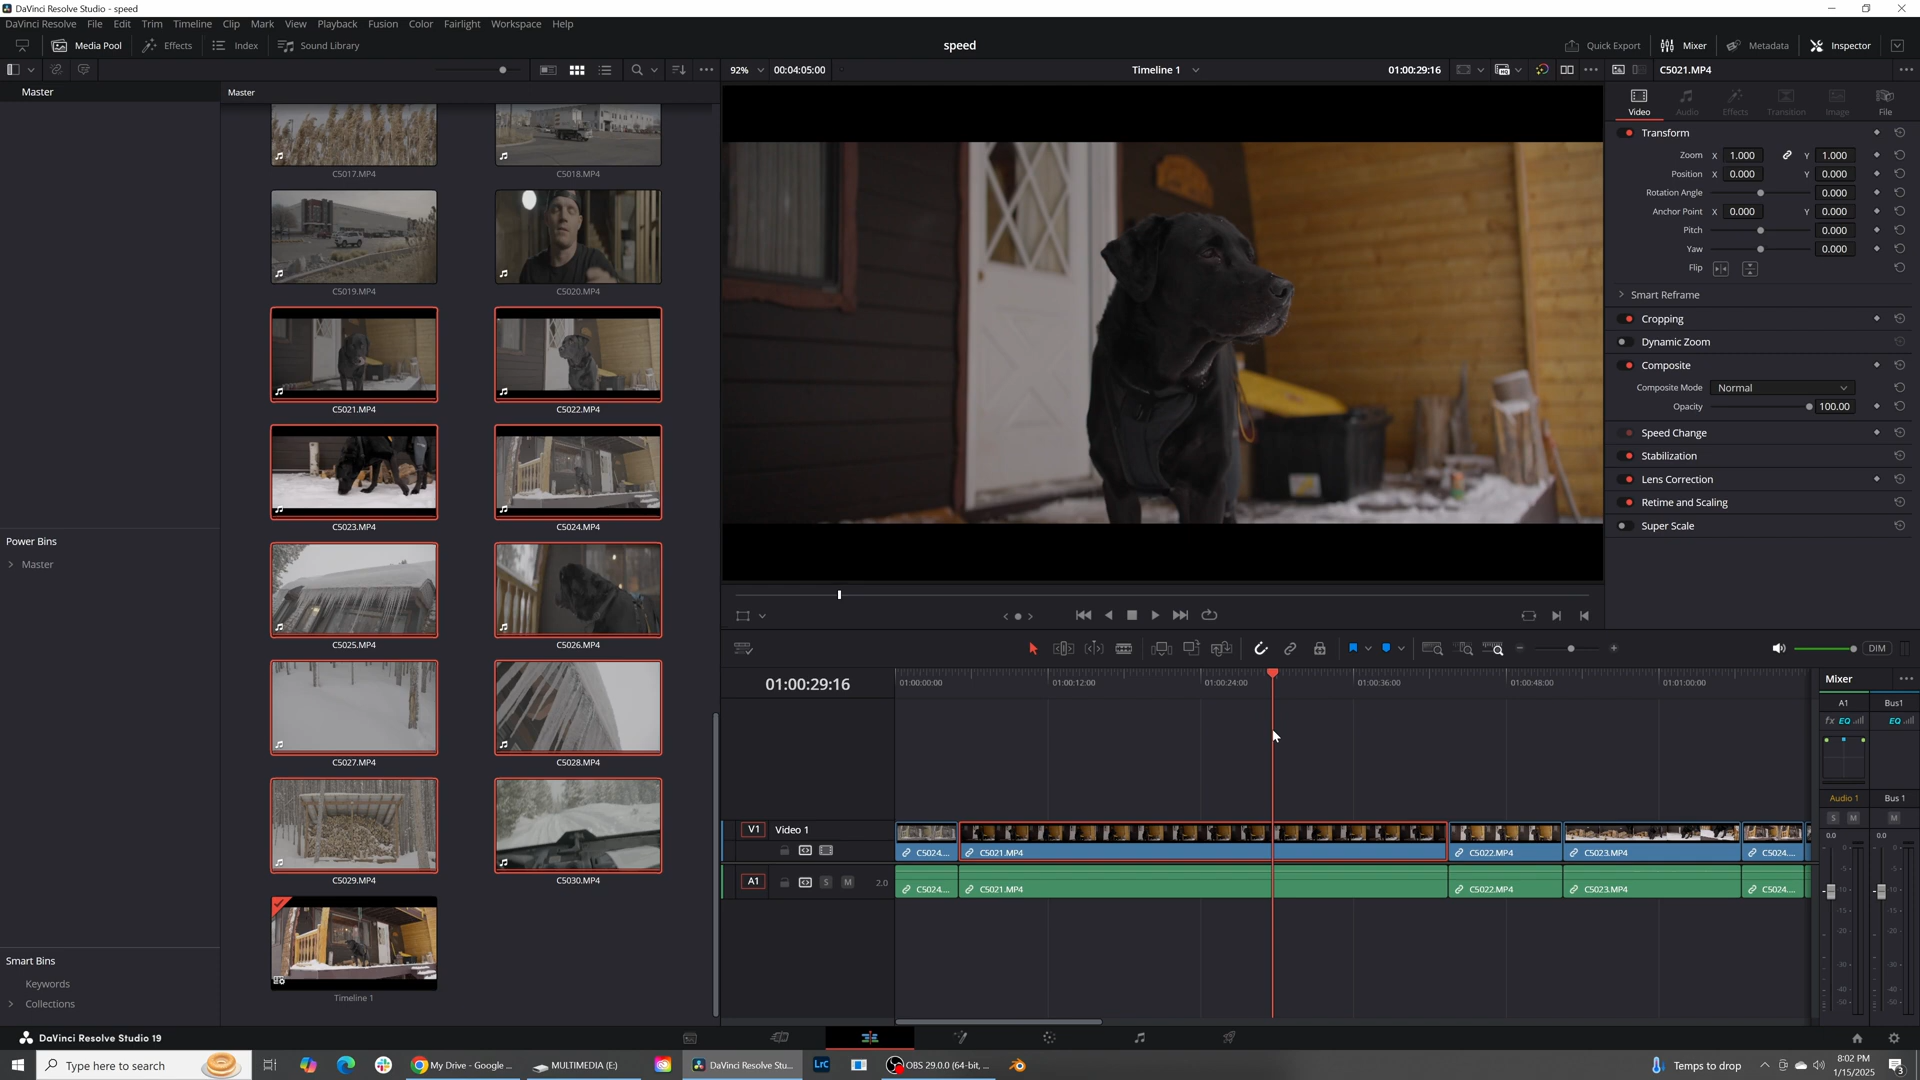 DaVinci Resolve Studio - speed
DaVinci Resolve File Edit Trim Timeline Clip Mark View Playback Fusion Color Fairlight Workspace Help
Media Pool Effects Index Sound Library speed Quick Export Mixer Metadata Inspector
92% 00:04:05:00 Timeline 1 01:00:29:16 C5021.MP4
Master
Master
Video Audio Effects Transition Image File
Transform
Zoom X 1.000 Y 1.000
Position X 0.000 Y 0.000
Rotation Angle 0.000
Anchor Point X 0.000 Y 0.000
Pitch 0.000
Yaw 0.000
Flip
Smart Reframe
Cropping
Dynamic Zoom
Composite
Composite Mode Normal
Opacity 100.00
Speed Change
Stabilization
Lens Correction
Retime and Scaling
Super Scale
C5017.MP4 C5018.MP4
C5019.MP4 C5020.MP4
C5021.MP4 C5022.MP4
C5023.MP4 C5024.MP4
C5025.MP4 C5026.MP4
C5027.MP4 C5028.MP4
C5029.MP4 C5030.MP4
Timeline 1
Power Bins
Master
Smart Bins
Keywords
Collections
DIM
01:00:29:16 01:00:00:00 01:00:12:00 01:00:24:00 01:00:36:00 01:00:48:00 01:01:00:00
V1 Video 1
C5024.... C5021.MP4 C5022.MP4 C5023.MP4 C5024....
A1 S M 2.0
C5024.... C5021.MP4 C5022.MP4 C5023.MP4 C5024....
Mixer
A1 Bus1
fx EQ EQ
Audio 1 Bus 1
S M M
0.0 0.0
DaVinci Resolve Studio 19
Type here to search My Drive - Google ... MULTIMEDIA (E:) DaVinci Resolve Stu... LrC OBS 29.0.0 (64-bit, ... Temps to drop 8:02 PM
1/15/2025 3